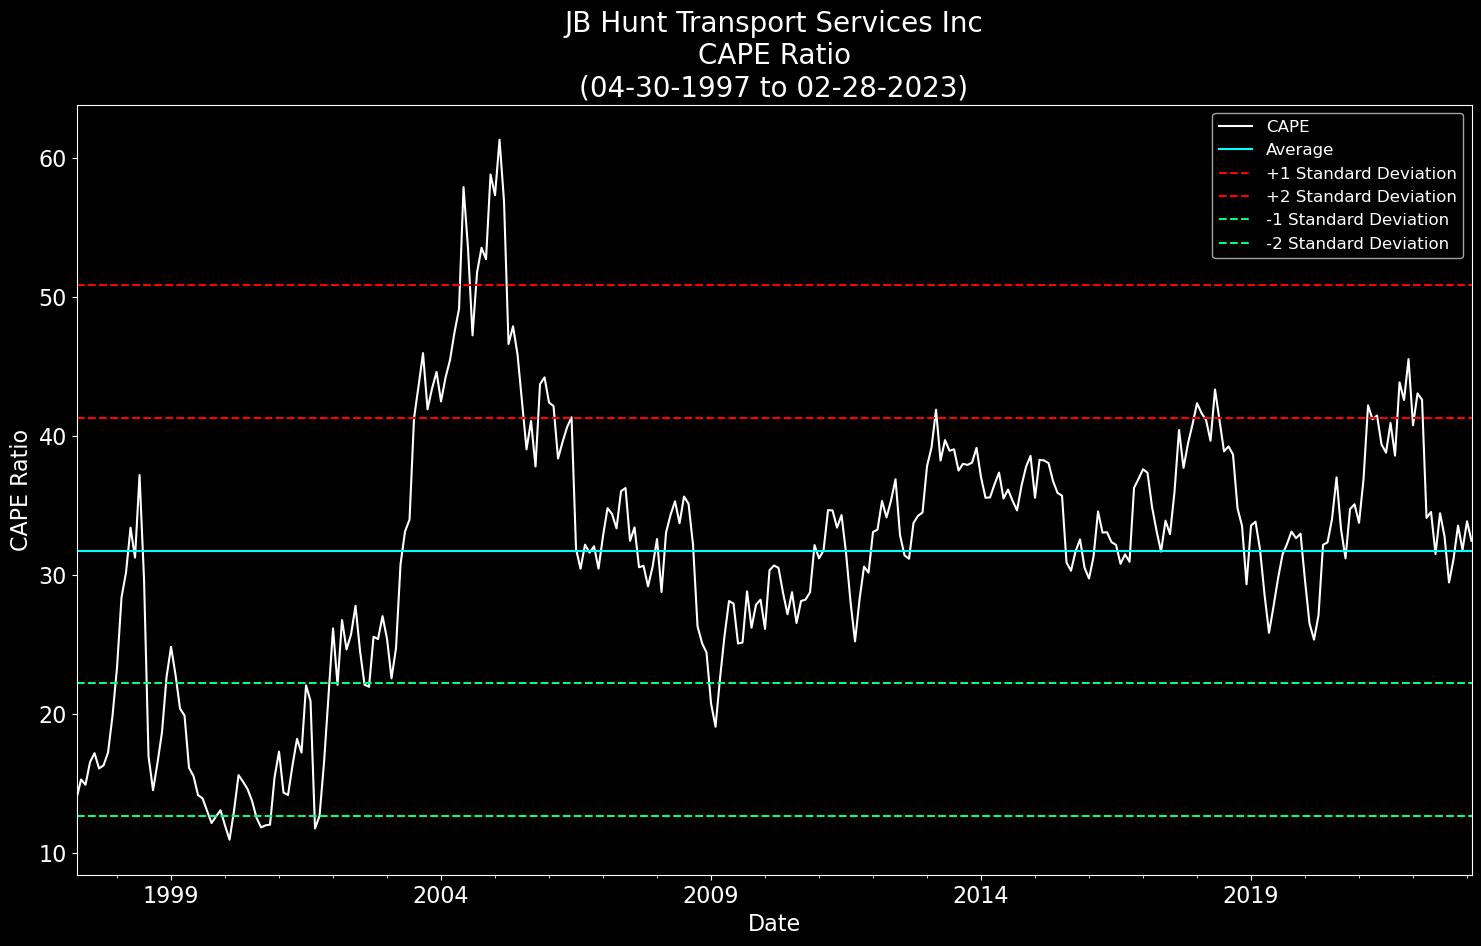 JB Hunt Transport Services Inc
CAPE Ratio
(04-30-1997 to 02-28-2023)
CAPE
Average
+1 Standard Deviation
+2 Standard Deviation
-1 Standard Deviation
-2 Standard Deviation
CAPE Ratio
60
50
40
30
20
10
1999
2004
2009
2014
2019
Date